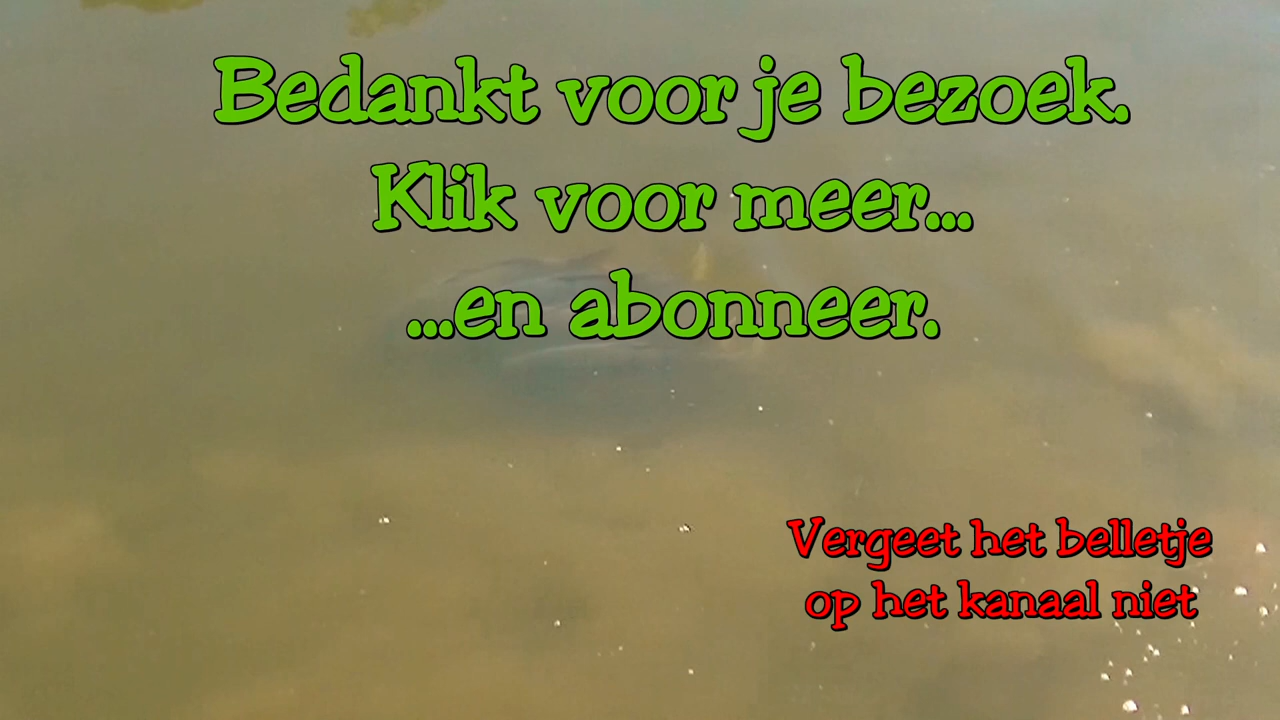 Bedankt voor je bezoek.
Klik voor meer...
...en abonneer.
Vergeet het belletje
op het kanaal niet